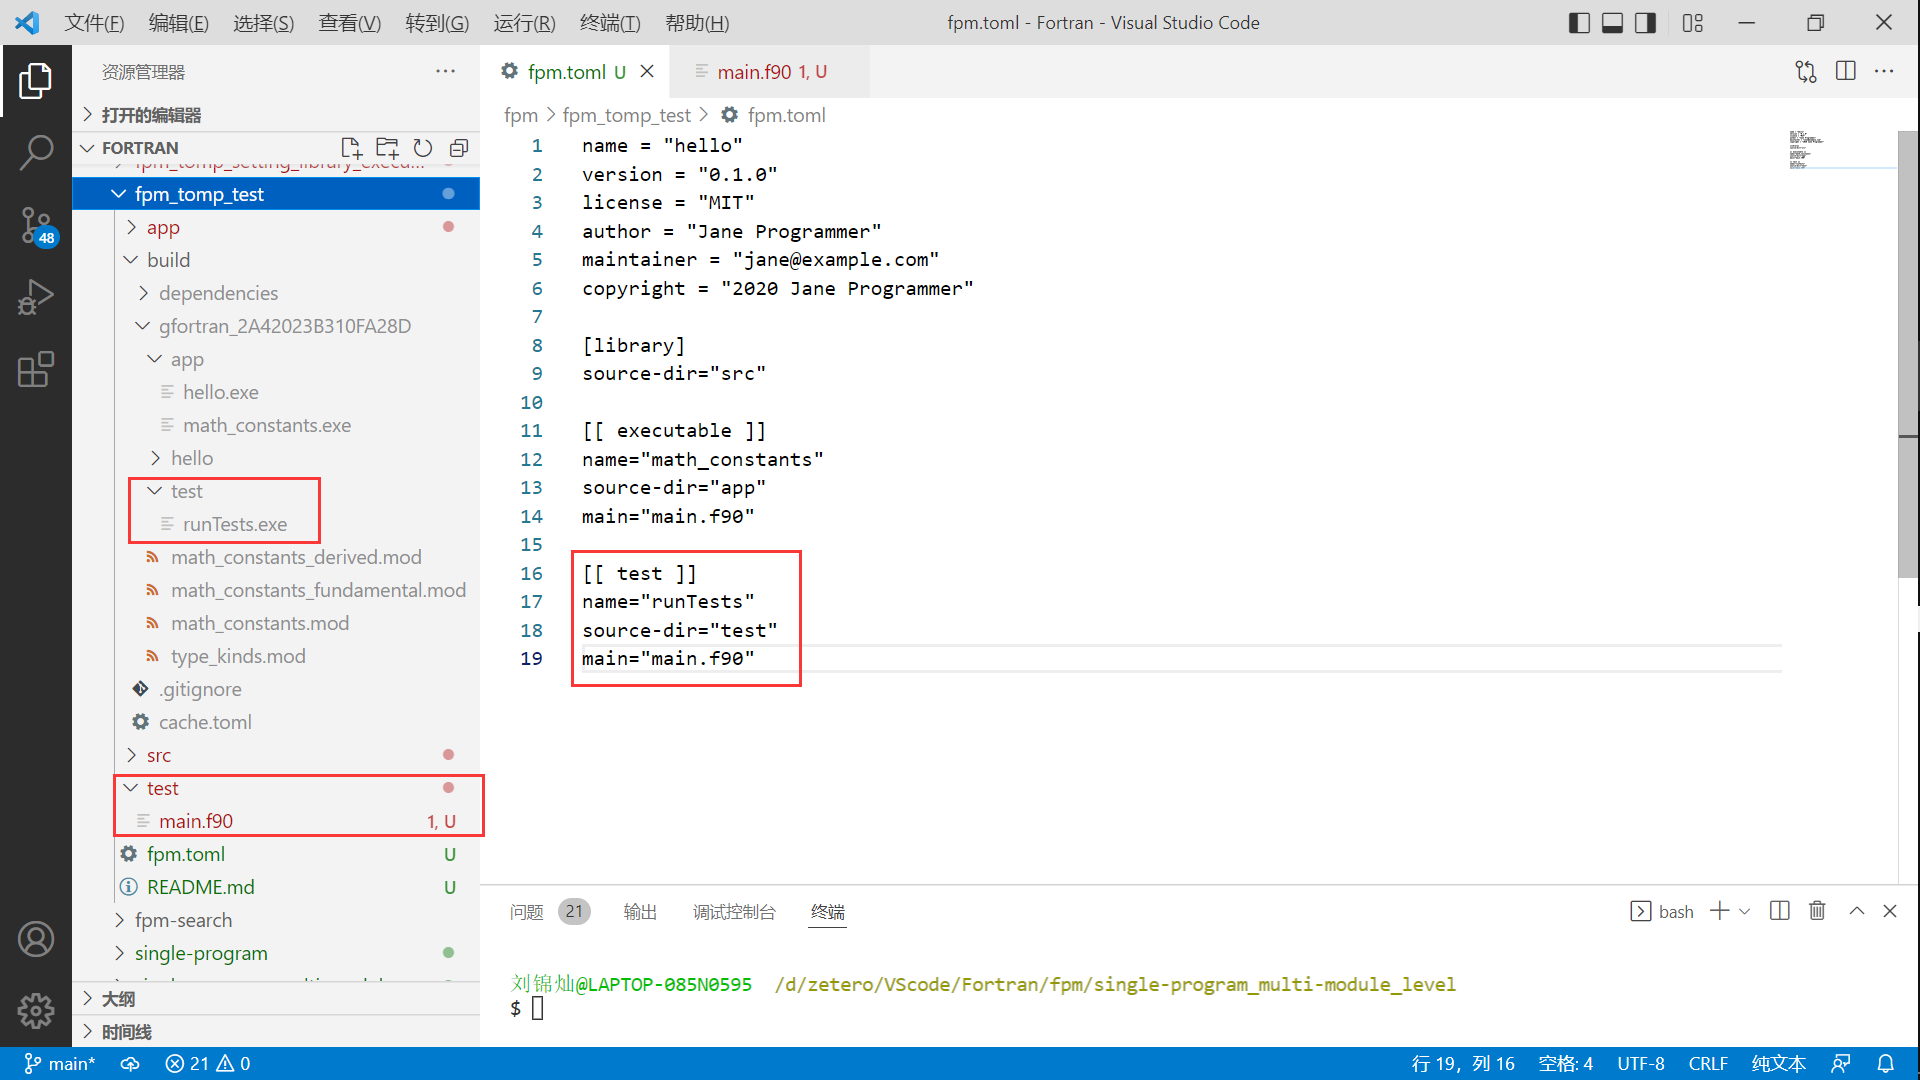 文件(F) 编辑(E) 选择(S) 查看(V) 转到(G) 运行(R) 终端(T) 帮助(H) fpm.toml - Fortran - Visual Studio Code
资源管理器
打开的编辑器
FORTRAN
fpm_tomp_setting_library_execu...
fpm_tomp_test
app
build
dependencies
gfortran_2A42023B310FA28D
app
hello.exe
math_constants.exe
hello
test
runTests.exe
math_constants_derived.mod
math_constants_fundamental.mod
math_constants.mod
type_kinds.mod
.gitignore
cache.toml
src
test
main.f90 1, U
fpm.toml U
README.md U
fpm-search
single-program
大纲
时间线
48
fpm.toml U main.f90 1, U
fpm > fpm_tomp_test > fpm.toml
1 name = "hello"
2 version = "0.1.0"
3 license = "MIT"
4 author = "Jane Programmer"
5 maintainer = "jane@example.com"
6 copyright = "2020 Jane Programmer"
7
8 [library]
9 source-dir="src"
10
11 [[ executable ]]
12 name="math_constants"
13 source-dir="app"
14 main="main.f90"
15
16 [[ test ]]
17 name="runTests"
18 source-dir="test"
19 main="main.f90"
问题 21 输出 调试控制台 终端 bash
刘锦灿@LAPTOP-085N0595 /d/zetero/VScode/Fortran/fpm/single-program_multi-module_level
$
main* 21 0 行 19，列 16 空格: 4 UTF-8 CRLF 纯文本